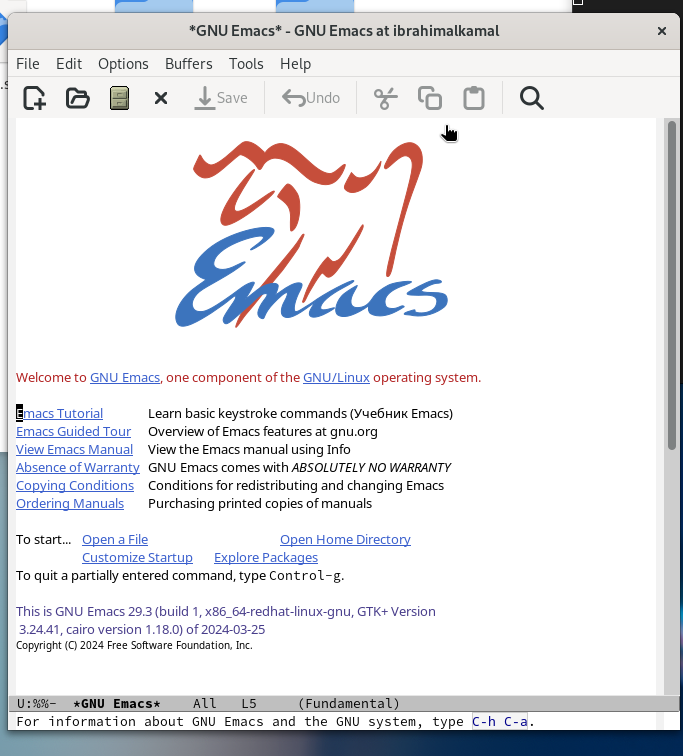 *GNU Emacs* - GNU Emacs at ibrahimalkamal
File Edit Options Buffers Tools Help
Save Undo
Emacs
Welcome to GNU Emacs, one component of the GNU/Linux operating system.
Emacs Tutorial Learn basic keystroke commands (Учебник Emacs)
Emacs Guided Tour Overview of Emacs features at gnu.org
View Emacs Manual View the Emacs manual using Info
Absence of Warranty GNU Emacs comes with ABSOLUTELY NO WARRANTY
Copying Conditions Conditions for redistributing and changing Emacs
Ordering Manuals Purchasing printed copies of manuals
To start... Open a File Open Home Directory
Customize Startup Explore Packages
To quit a partially entered command, type Control-g.
This is GNU Emacs 29.3 (build 1, x86_64-redhat-linux-gnu, GTK+ Version
3.24.41, cairo version 1.18.0) of 2024-03-25
Copyright (C) 2024 Free Software Foundation, Inc.
U:%%- *GNU Emacs* All L5 (Fundamental)
For information about GNU Emacs and the GNU system, type C-h C-a.